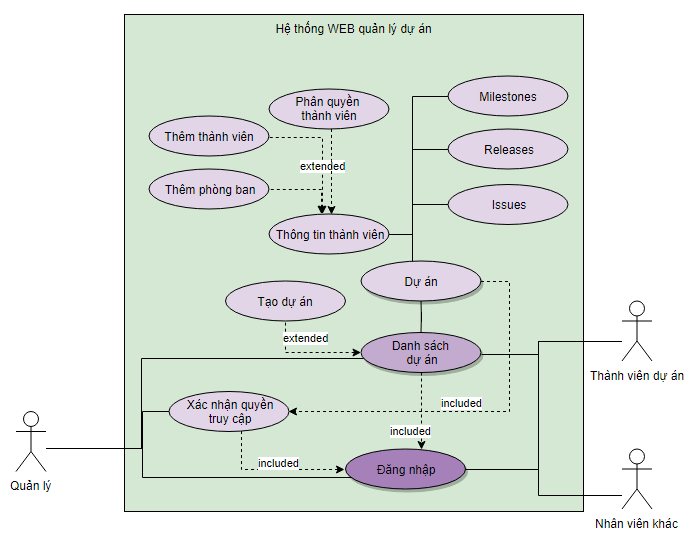 Hệ thống WEB quản lý dự án
Phân quyền
thành viên
Milestones
Thêm thành viên
Releases
extended
Thêm phòng ban
Issues
Thông tin thành viên
Dự án
Tạo dự án
extended
Danh sách
dự án
Thành viên dự án
Xác nhận quyền
truy cập
included
included
included
Đăng nhập
Quản lý
Nhân viên khác